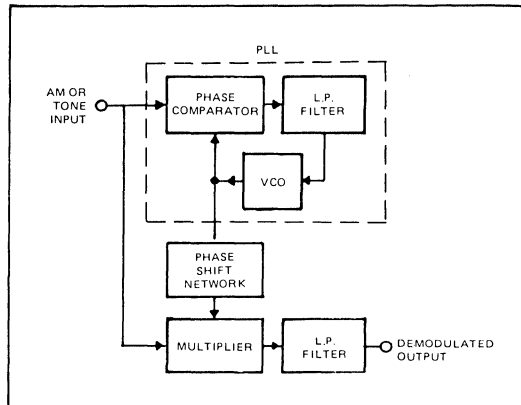 PLL
AM OR
TONE
INPUT
PHASE
COMPARATOR
L.P.
FILTER
VCO
PHASE
SHIFT
NETWORK
MULTIPLIER
L.P.
FILTER
DEMODULATED
OUTPUT